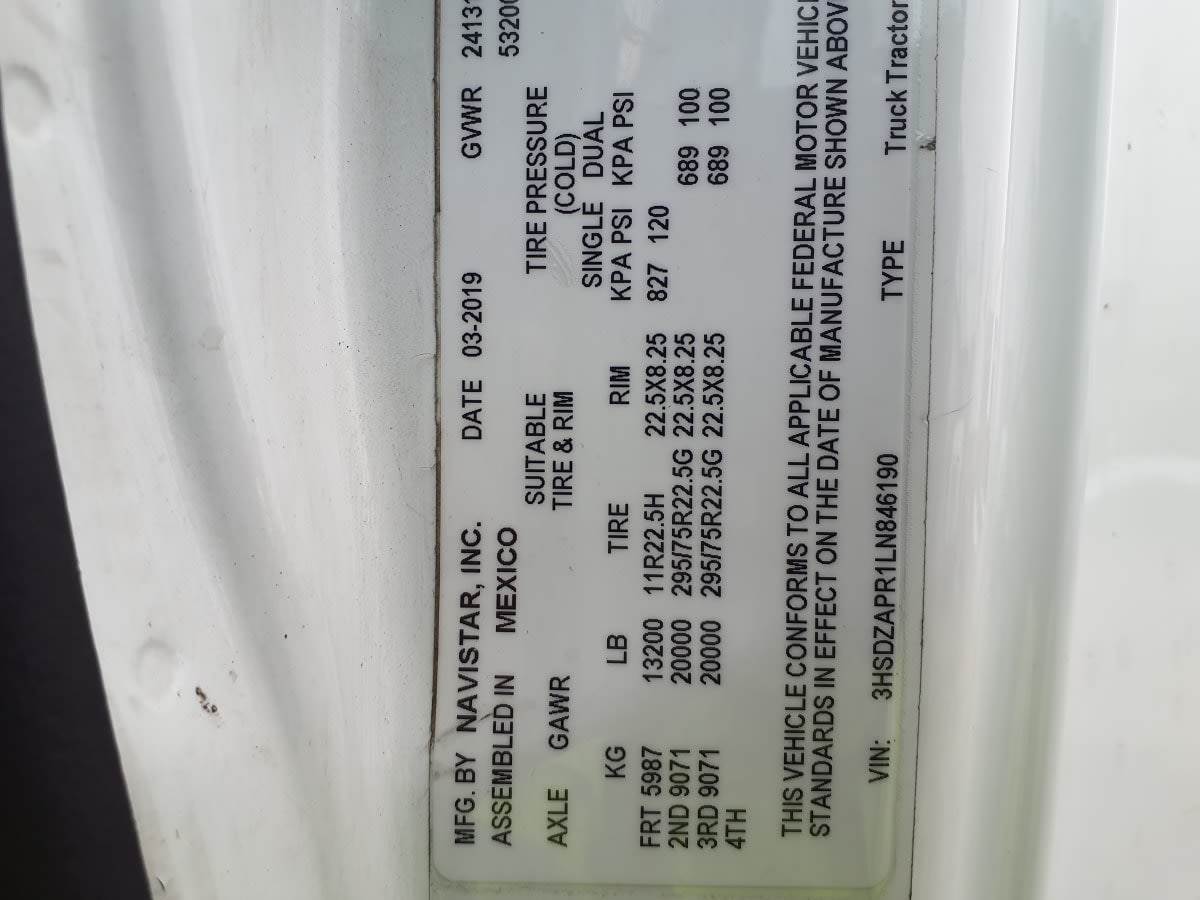 MFG. BY NAVISTAR, INC. DATE 03-2019 GVWR
ASSEMBLED IN MEXICO
SUITABLE TIRE PRESSURE
AXLE GAWR TIRE & RIM (COLD)
SINGLE DUAL
KG LB TIRE RIM KPA PSI KPA PSI
FRT 5987 13200 11R22.5H 22.5X8.25 827 120
2ND 9071 20000 295/75R22.5G 22.5X8.25 689 100
3RD 9071 20000 295/75R22.5G 22.5X8.25 689 100
4TH
THIS VEHICLE CONFORMS TO ALL APPLICABLE FEDERAL MOTOR
STANDARDS IN EFFECT ON THE DATE OF MANUFACTURE SHOWN
VIN: 3HSDZAPR1LN846190 TYPE Truck Tractor